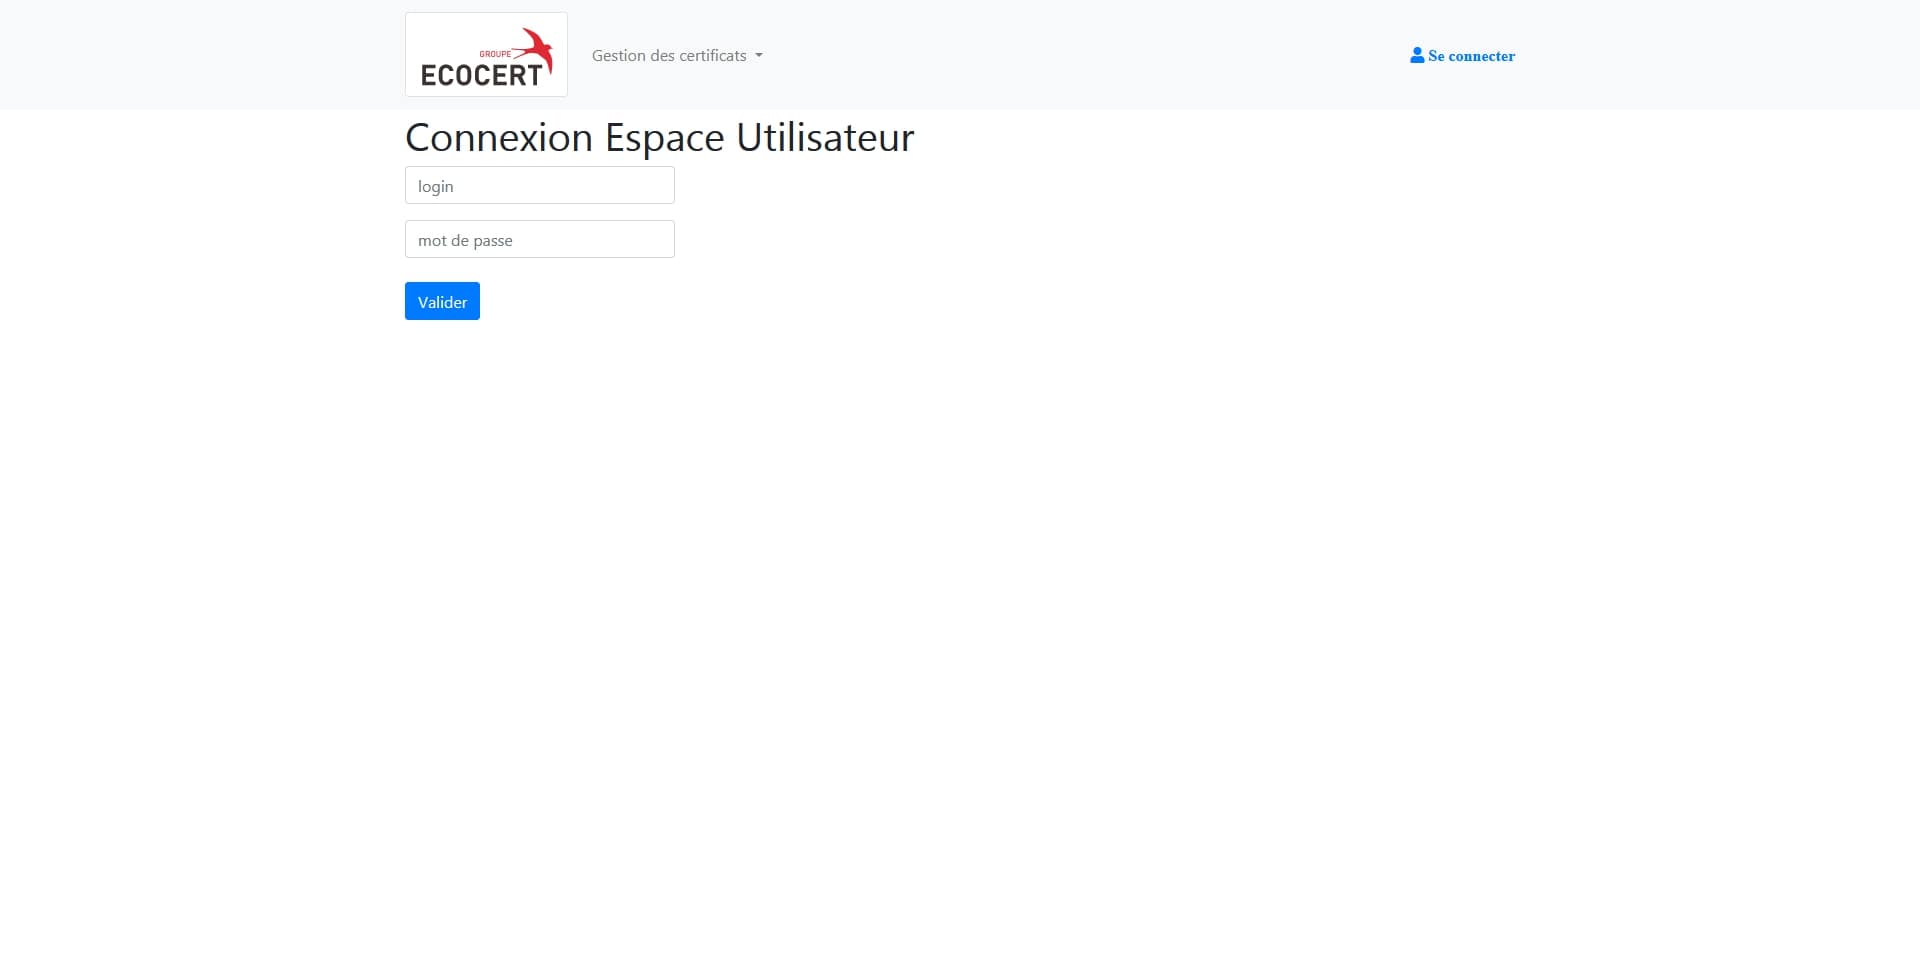 GROUPE
ECOCERT
Gestion des certificats
Se connecter
Connexion Espace Utilisateur
login
mot de passe
Valider